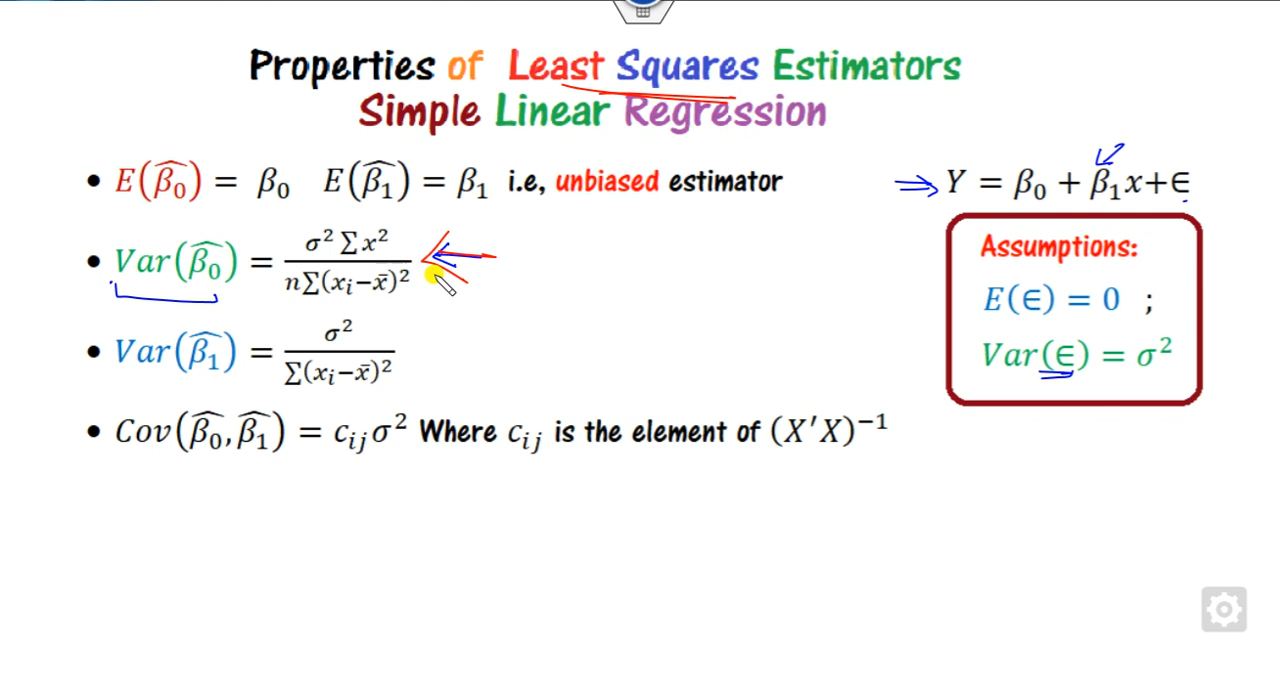 Properties of Least Squares Estimators
Simple Linear Regression
• E(β̂₀) = β₀ E(β̂₁) = β₁ i.e, unbiased estimator
Y = β₀ + β₁x+∈
• Var(β̂₀) = σ² ∑x² / n∑(xᵢ−x̄)²
• Var(β̂₁) = σ² / ∑(xᵢ−x̄)²
• Cov(β̂₀, β̂₁) = cᵢⱼσ² Where cᵢⱼ is the element of (X′X)⁻¹
Assumptions:
E(∈) = 0 ;
Var(∈) = σ²